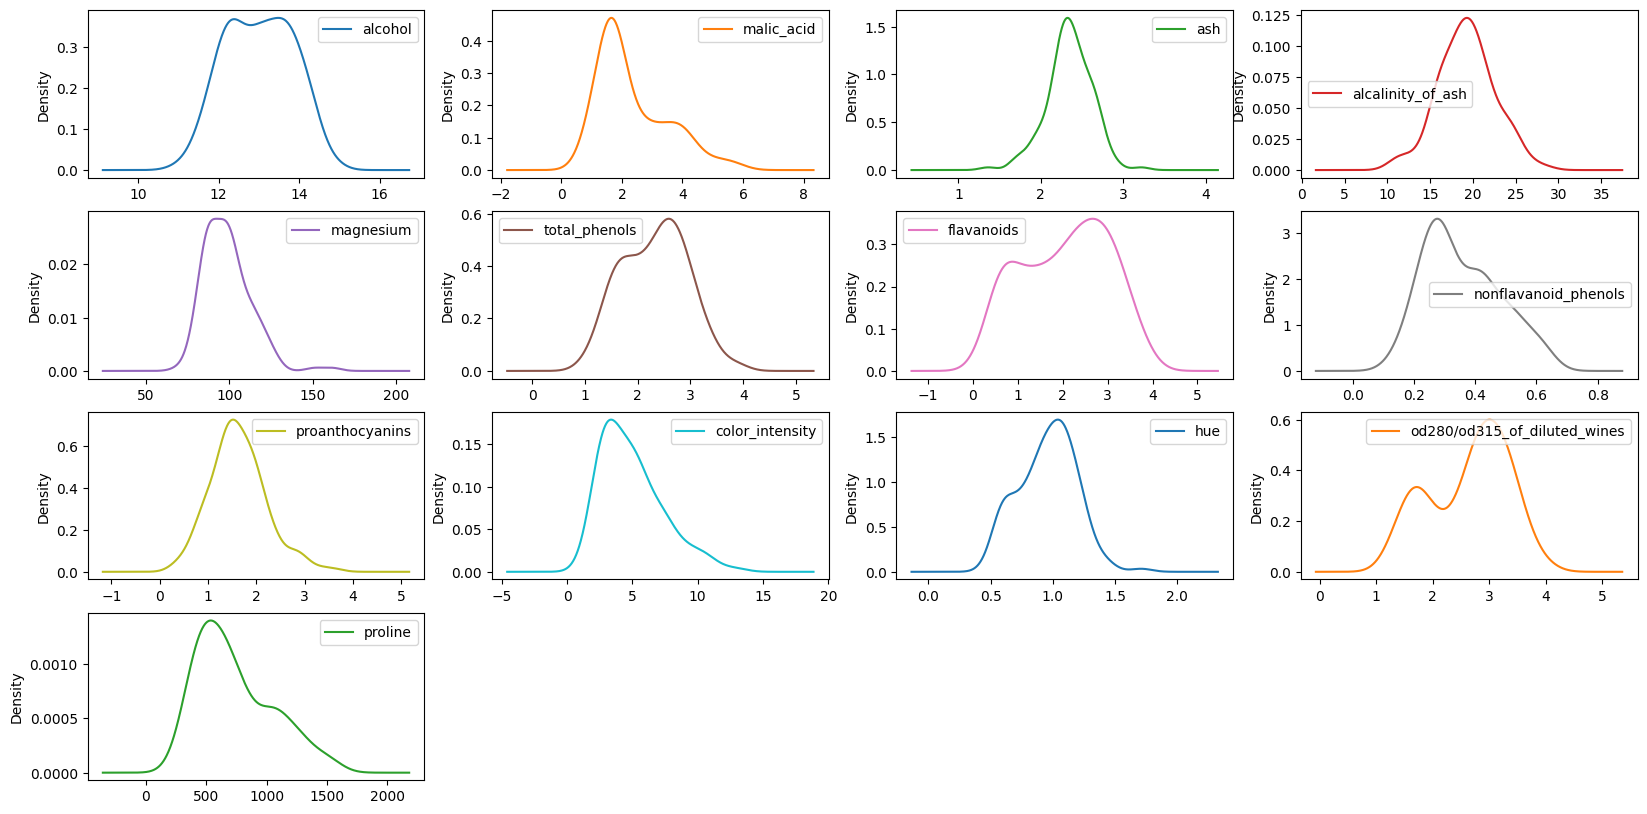 0.3
0.2
0.1
0.0
Density
10 12 14 16
alcohol
0.4
0.3
0.2
0.1
0.0
Density
−2 0 2 4 6 8
malic_acid
1.5
1.0
0.5
0.0
Density
1 2 3 4
ash
0.125
0.100
0.075
0.050
0.025
0.000
Density
0 5 10 15 20 25 30 35
alcalinity_of_ash
0.02
0.01
0.00
Density
50 100 150 200
magnesium
0.6
0.4
0.2
0.0
Density
0 1 2 3 4 5
total_phenols
0.3
0.2
0.1
0.0
Density
−1 0 1 2 3 4 5
flavanoids
3
2
1
0
Density
0.0 0.2 0.4 0.6 0.8
nonflavanoid_phenols
0.6
0.4
0.2
0.0
Density
−1 0 1 2 3 4 5
proanthocyanins
0.15
0.10
0.05
0.00
Density
−5 0 5 10 15 20
color_intensity
1.5
1.0
0.5
0.0
Density
0.0 0.5 1.0 1.5 2.0
hue
0.6
0.4
0.2
0.0
Density
0 1 2 3 4 5
od280/od315_of_diluted_wines
0.0010
0.0005
0.0000
Density
0 500 1000 1500 2000
proline